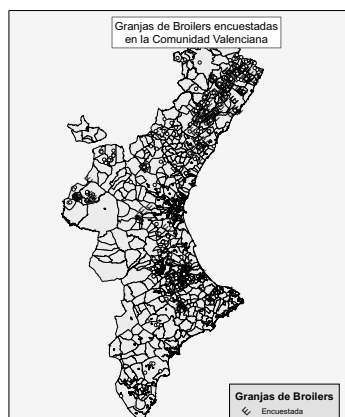 Granjas de Broilers encuestadas
en la Comunidad Valenciana
Granjas de Broilers
Encuestada